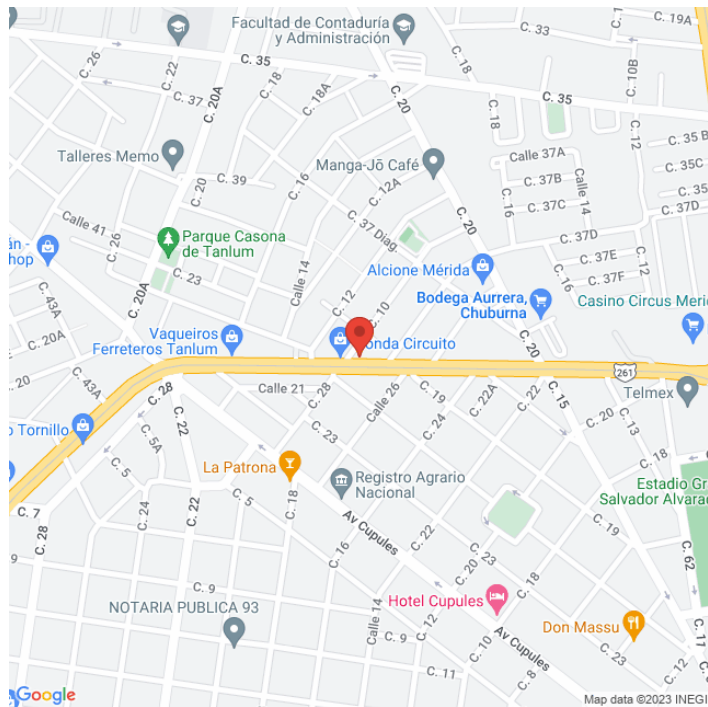 Facultad de Contaduría
y Administración
C. 33
C. 19A
C. 26
C. 22
C. 35
C. 18
C. 18A
C. 20
C. 18
C. 10B
C. 37
C. 20A
C. 35
C. 18
C. 12
C. 35 B
Talleres Memo
Manga-Jō Café
Calle 37A
C. 35C
C. 39
C. 16
C. 12A
C. 37B
Calle 14
C. 35
C. 20
C. 37C
C. 37D
Calle 41
C. 26
Parque Casona
de Tanlum
C. 37 Diag.
C. 20
C. 16
C. 37D
C. 37E
C. 37F
C. 12
C. 23
Calle 14
Alcione Mérida
C. 16
C. 43A
C. 20A
C. 12
C. 10
Bodega Aurrera,
Chuburna
Casino Circus Meri
Vaqueiros
Ferreteros Tanlum
onda Circuito
C. 20A
C. 20
C. 20
261
C. 43A
C. 28
Calle 21
C. 28
Calle 26
C. 19
C. 22A
C. 22
C. 15
Telmex
o Tornillo
C. 22
C. 23
C. 24
C. 20
C. 13
C. 5A
C. 5
La Patrona
Registro Agrario
Nacional
C. 18
Estadio Gr
Salvador Alvarad
C. 7
C. 24
C. 22
C. 5
C. 18
Av Cupules
C. 19
C. 28
C. 16
C. 22
C. 23
C. 62
C. 9
C. 20
C. 18
NOTARIA PUBLICA 93
Calle 14
Hotel Cupules
C. 9
C. 12
Av Cupules
Don Massu
C. 11
C. 10
C. 8
C. 23
C. 12
C. 11
Google
Map data ©2023 INEGI